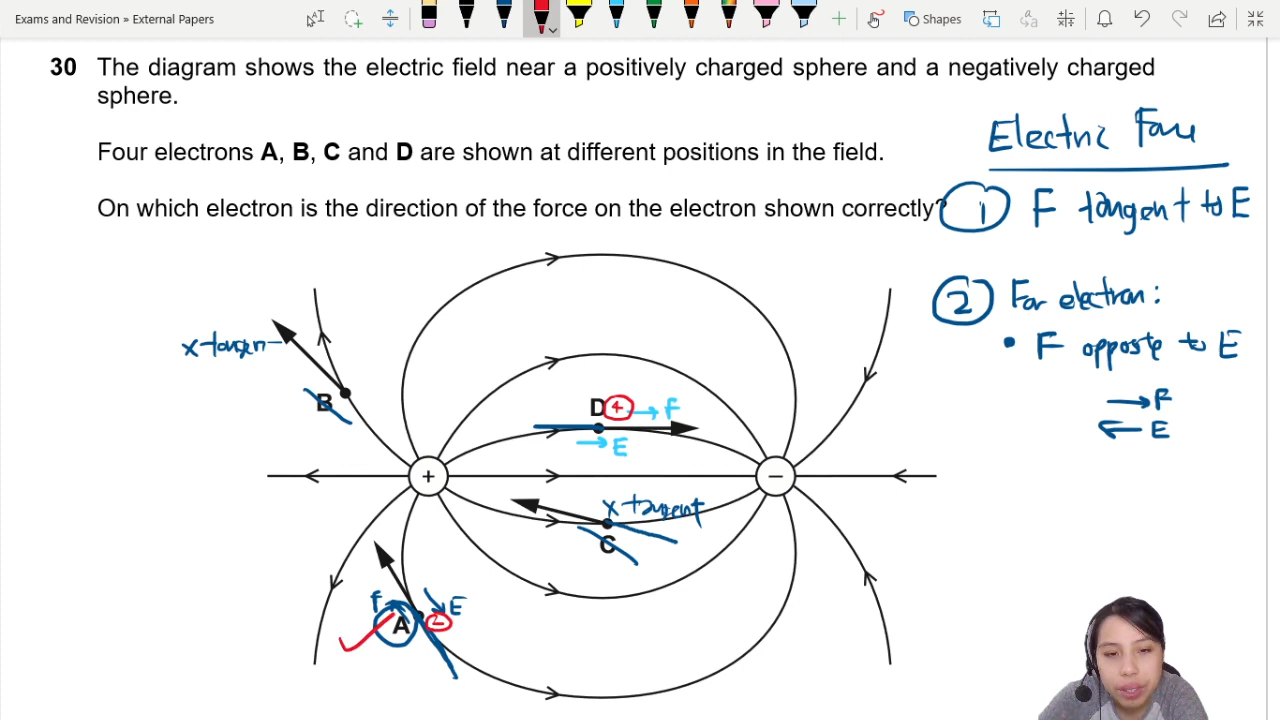 Exams and Revision » External Papers
Shapes
30 The diagram shows the electric field near a positively charged sphere and a negatively charged
sphere.
Four electrons A, B, C and D are shown at different positions in the field.
On which electron is the direction of the force on the electron shown correctly?
Electric Force
1 F tangent to E
2 For electron:
• F opposite to E
F
E
x tangent
B
D + F
E
+
−
x tangent
C
F
E
A −